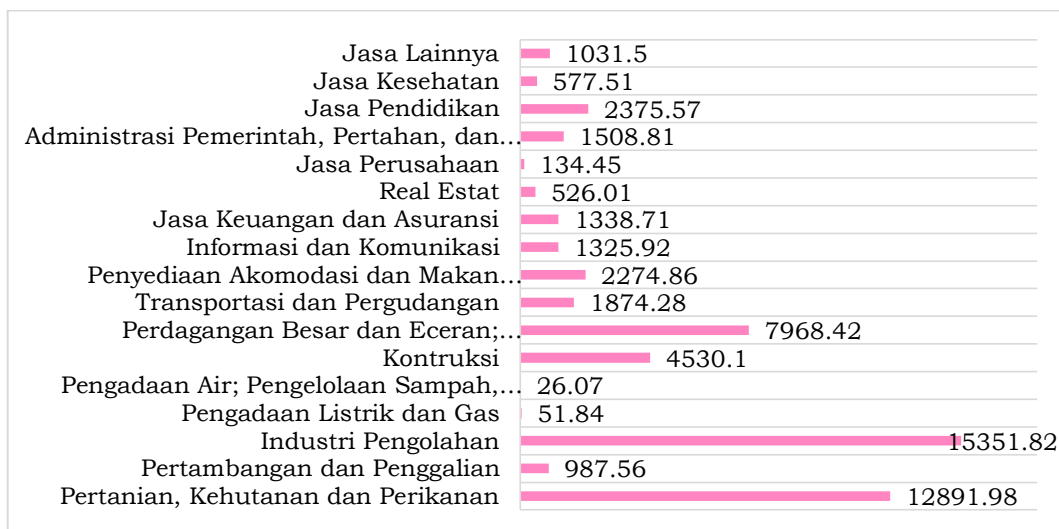 Jasa Lainnya 1031.5
Jasa Kesehatan 577.51
Jasa Pendidikan 2375.57
Administrasi Pemerintah, Pertahan, dan… 1508.81
Jasa Perusahaan 134.45
Real Estat 526.01
Jasa Keuangan dan Asuransi 1338.71
Informasi dan Komunikasi 1325.92
Penyediaan Akomodasi dan Makan… 2274.86
Transportasi dan Pergudangan 1874.28
Perdagangan Besar dan Eceran;… 7968.42
Kontruksi 4530.1
Pengadaan Air; Pengelolaan Sampah,… 26.07
Pengadaan Listrik dan Gas 51.84
Industri Pengolahan 15351.82
Pertambangan dan Penggalian 987.56
Pertanian, Kehutanan dan Perikanan 12891.98